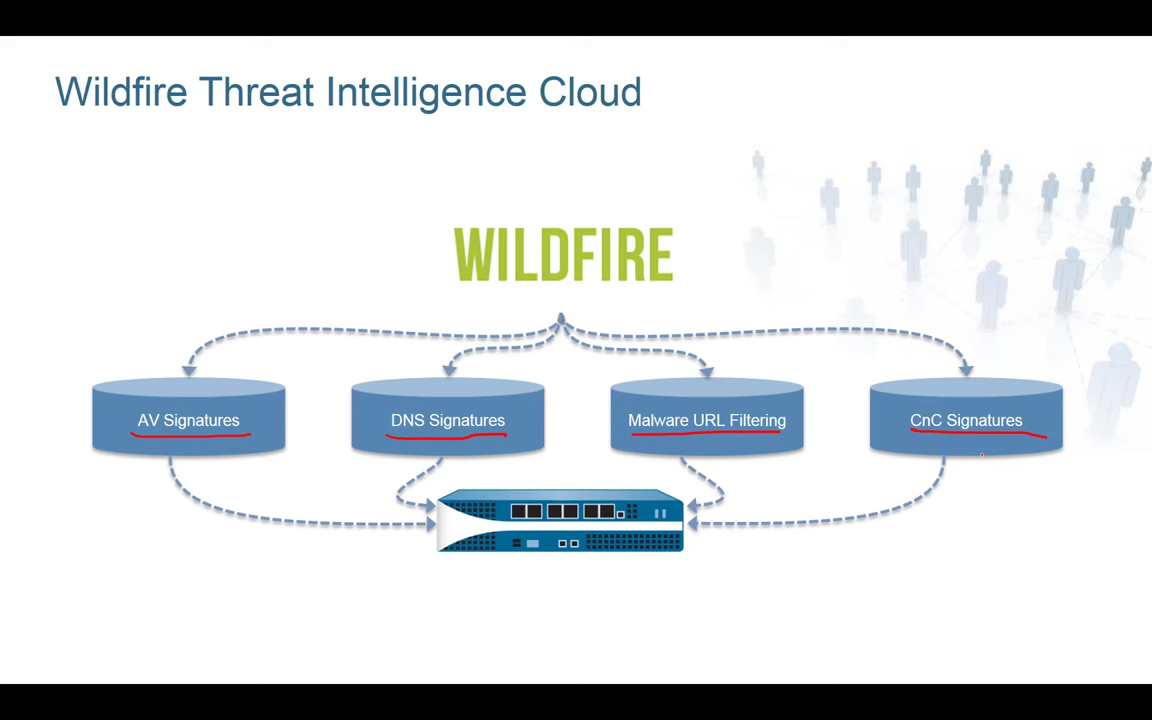 Wildfire Threat Intelligence Cloud
WILDFIRE
AV Signatures
DNS Signatures
Malware URL Filtering
CnC Signatures